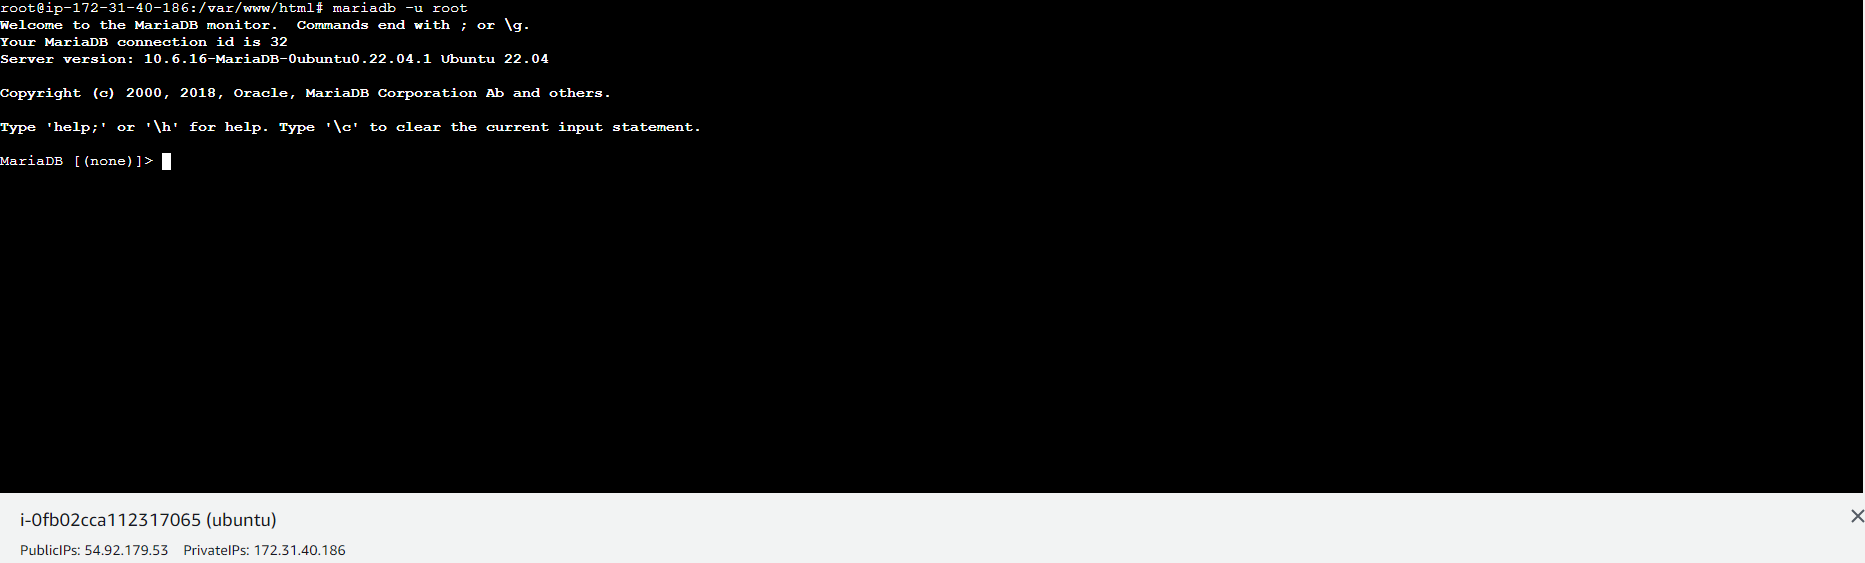 root@ip-172-31-40-186:/var/www/html# mariadb -u root
Welcome to the MariaDB monitor.  Commands end with ; or \g.
Your MariaDB connection id is 32
Server version: 10.6.16-MariaDB-0ubuntu0.22.04.1 Ubuntu 22.04
Copyright (c) 2000, 2018, Oracle, MariaDB Corporation Ab and others.
Type 'help;' or '\h' for help. Type '\c' to clear the current input statement.
MariaDB [(none)]>
i-0fb02cca112317065 (ubuntu)
PublicIPs: 54.92.179.53    PrivateIPs: 172.31.40.186